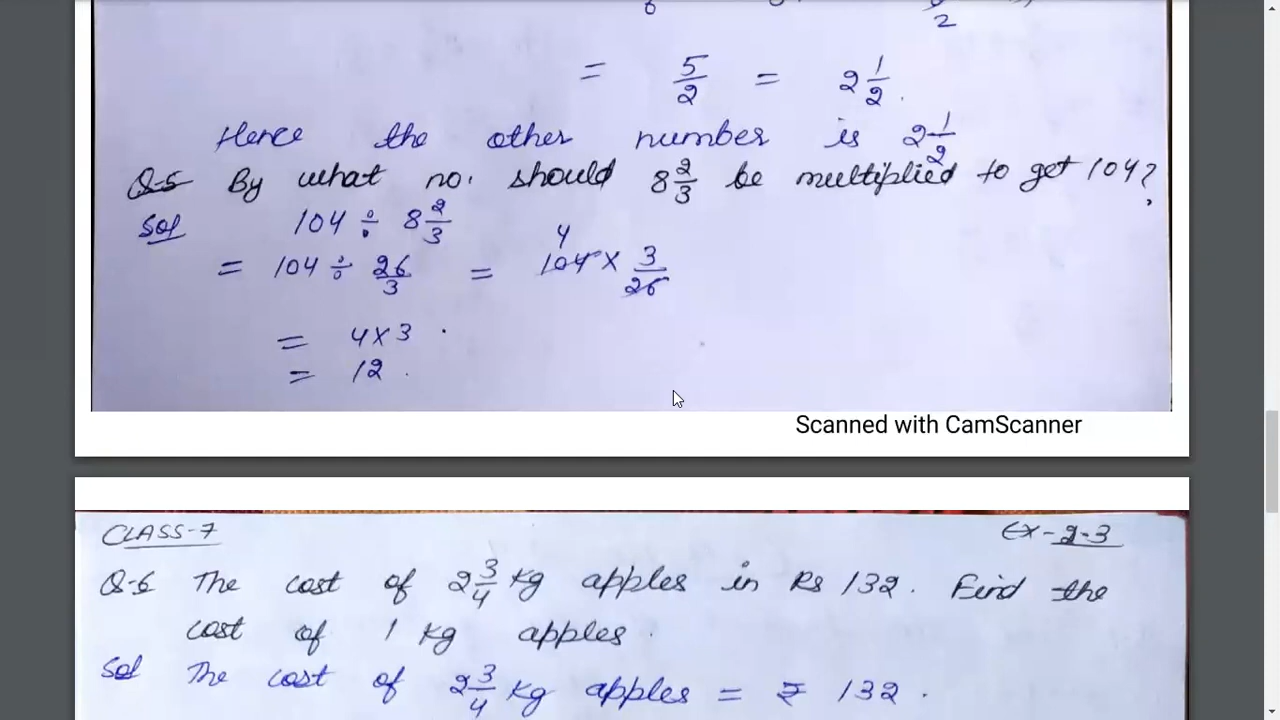 = 5/2 = 2 1/2.
Hence the other number is 2 1/2
Q-5 By what no. should 8 2/3 be multiplied to get 104?
Sol 104 ÷ 8 2/3
= 104 ÷ 26/3 = 104 × 3/26 4
= 4×3
= 12.
Scanned with CamScanner
CLASS-7 EX-2-3
Q-6 The cost of 2 3/4 kg apples in Rs 132. Find the
cost of 1 kg apples.
Sol The cost of 2 3/4 kg apples = ₹ 132.